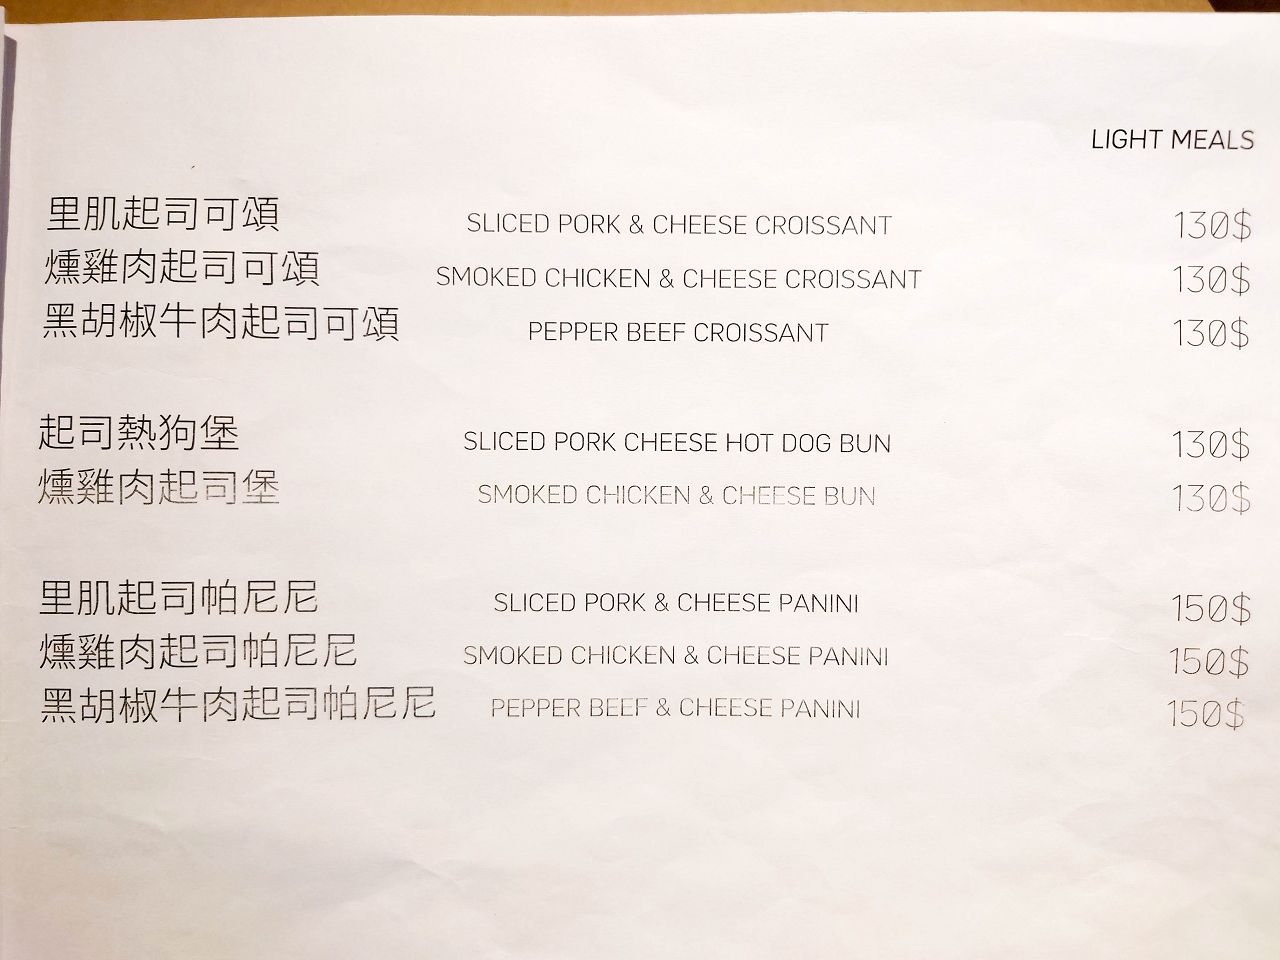 LIGHT MEALS
里肌起司可頌 SLICED PORK & CHEESE CROISSANT 130$
燻雞肉起司可頌 SMOKED CHICKEN & CHEESE CROISSANT 130$
黑胡椒牛肉起司可頌 PEPPER BEEF CROISSANT 130$
起司熱狗堡 SLICED PORK CHEESE HOT DOG BUN 130$
燻雞肉起司堡 SMOKED CHICKEN & CHEESE BUN 130$
里肌起司帕尼尼 SLICED PORK & CHEESE PANINI 150$
燻雞肉起司帕尼尼 SMOKED CHICKEN & CHEESE PANINI 150$
黑胡椒牛肉起司帕尼尼 PEPPER BEEF & CHEESE PANINI 150$